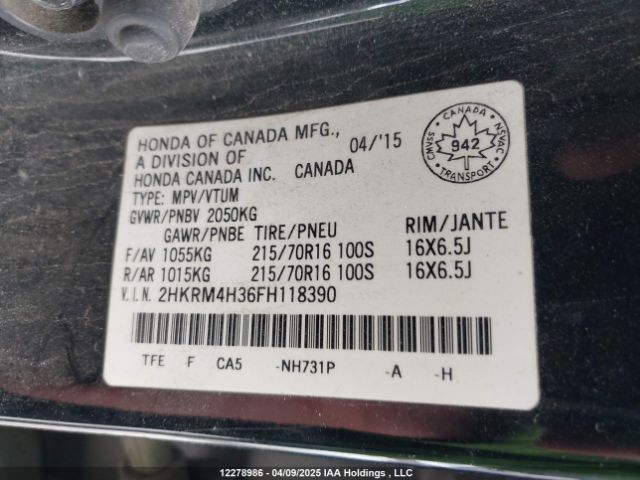 HONDA OF CANADA MFG.,
A DIVISION OF
HONDA CANADA INC. CANADA
04/'15
CANADA
CMVSS 942 NSVAC
TRANSPORT
TYPE: MPV/VTUM
GVWR/PNBV 2050KG
GAWR/PNBE TIRE/PNEU RIM/JANTE
F/AV 1055KG 215/70R16 100S 16X6.5J
R/AR 1015KG 215/70R16 100S 16X6.5J
V.I.N. 2HKRM4H36FH118390
TFE F CA5 -NH731P -A -H
12278986 - 04/09/2025 IAA Holdings , LLC